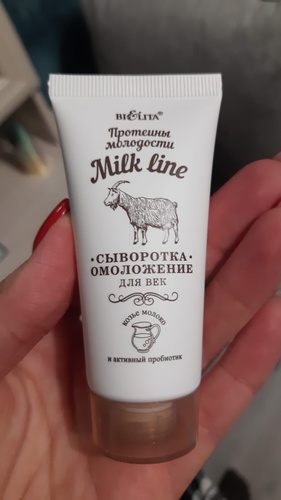 BIELITA®
Протеины
молодости
Milk line
СЫВОРОТКА
ОМОЛОЖЕНИЕ
ДЛЯ ВЕК
козье молоко
и активный пробиотик